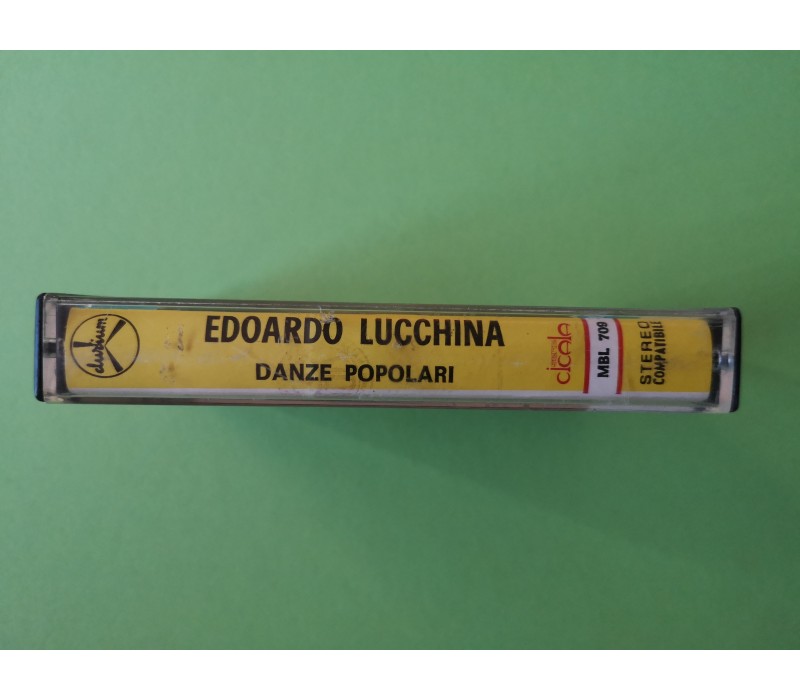 durium
EDOARDO LUCCHINA
DANZE POPOLARI
cicala
MBL 709
STEREO
COMPATIBILE